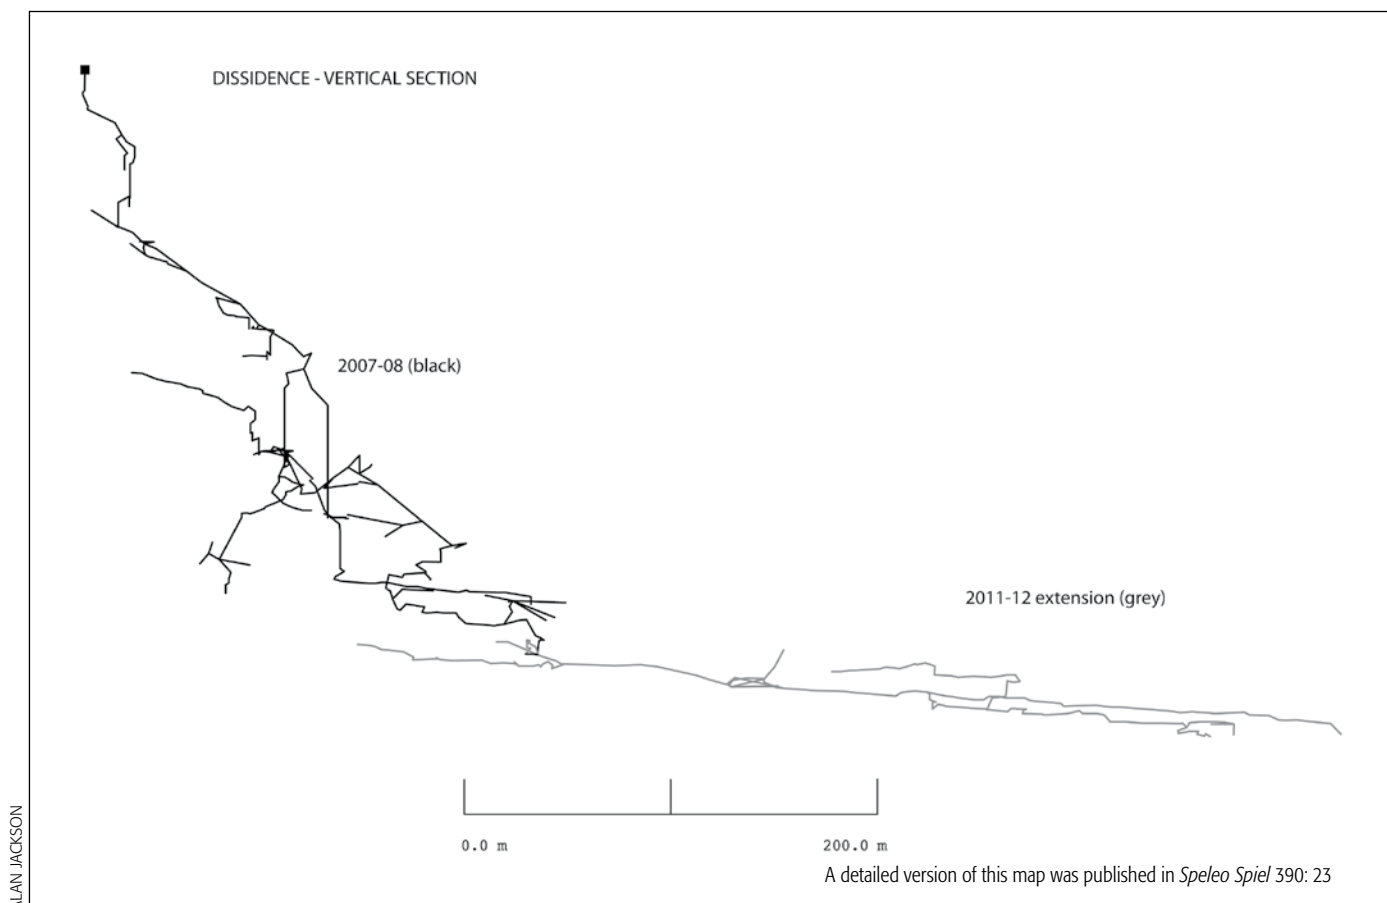 DISSIDENCE - VERTICAL SECTION
2007-08 (black)
2011-12 extension (grey)
0.0 m
200.0 m
A detailed version of this map was published in Speleo Spiel 390: 23
ALAN JACKSON